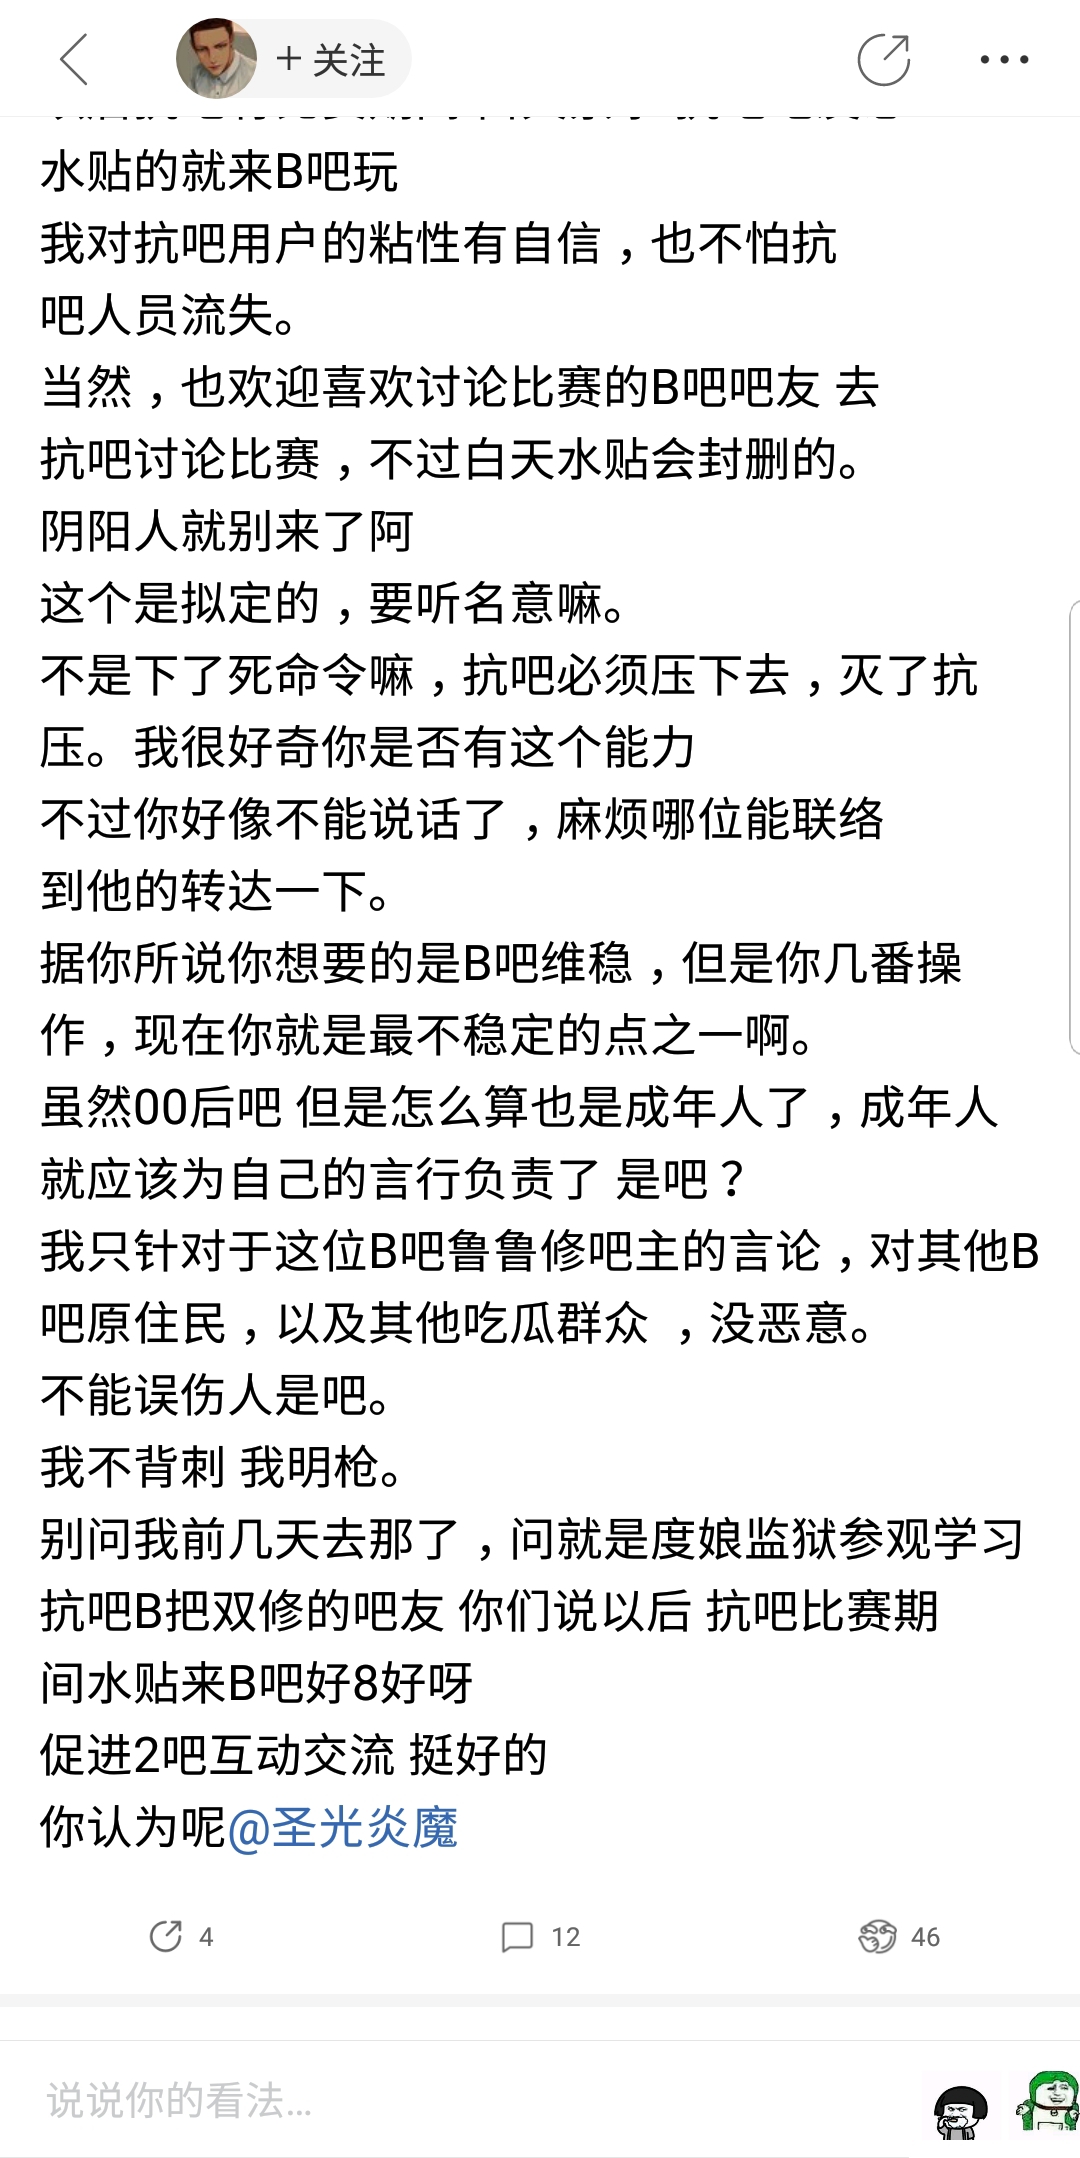 + 关注
水贴的就来B吧玩
我对抗吧用户的粘性有自信，也不怕抗
吧人员流失。
当然，也欢迎喜欢讨论比赛的B吧吧友 去
抗吧讨论比赛，不过白天水贴会封删的。
阴阳人就别来了阿
这个是拟定的，要听名意嘛。
不是下了死命令嘛，抗吧必须压下去，灭了抗
压。我很好奇你是否有这个能力
不过你好像不能说话了，麻烦哪位能联络
到他的转达一下。
据你所说你想要的是B吧维稳，但是你几番操
作，现在你就是最不稳定的点之一啊。
虽然00后吧 但是怎么算也是成年人了，成年人
就应该为自己的言行负责了 是吧？
我只针对于这位B吧鲁鲁修吧主的言论，对其他B
吧原住民，以及其他吃瓜群众 ，没恶意。
不能误伤人是吧。
我不背刺 我明枪。
别问我前几天去那了，问就是度娘监狱参观学习
抗吧B把双修的吧友 你们说以后 抗吧比赛期
间水贴来B吧好8好呀
促进2吧互动交流 挺好的
你认为呢@圣光炎魔
4
12
46
说说你的看法...